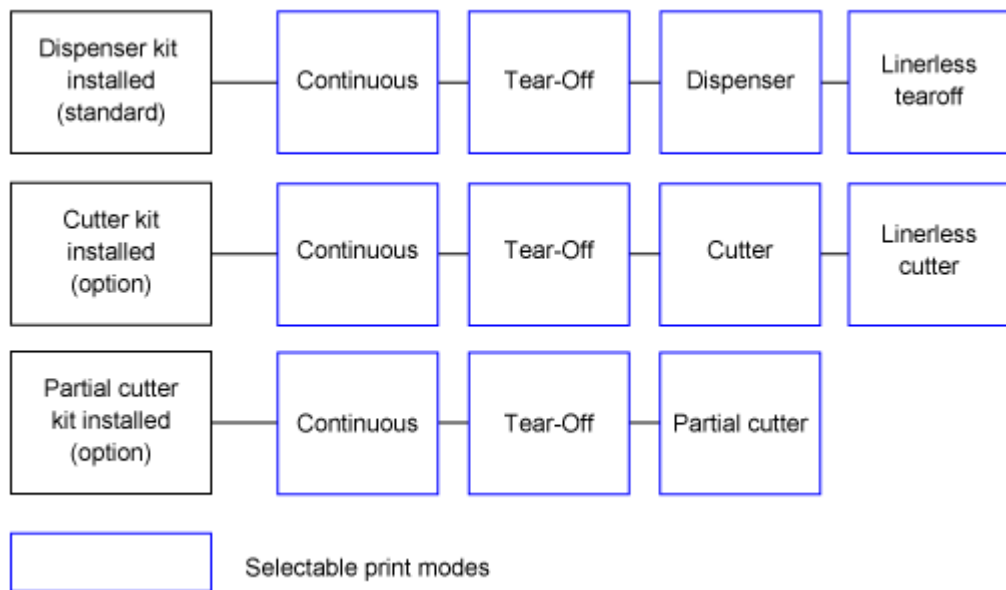 Dispenser kit
installed
(standard)
Continuous
Tear-Off
Dispenser
Linerless
tearoff
Cutter kit
installed
(option)
Continuous
Tear-Off
Cutter
Linerless
cutter
Partial cutter
kit installed
(option)
Continuous
Tear-Off
Partial cutter
Selectable print modes